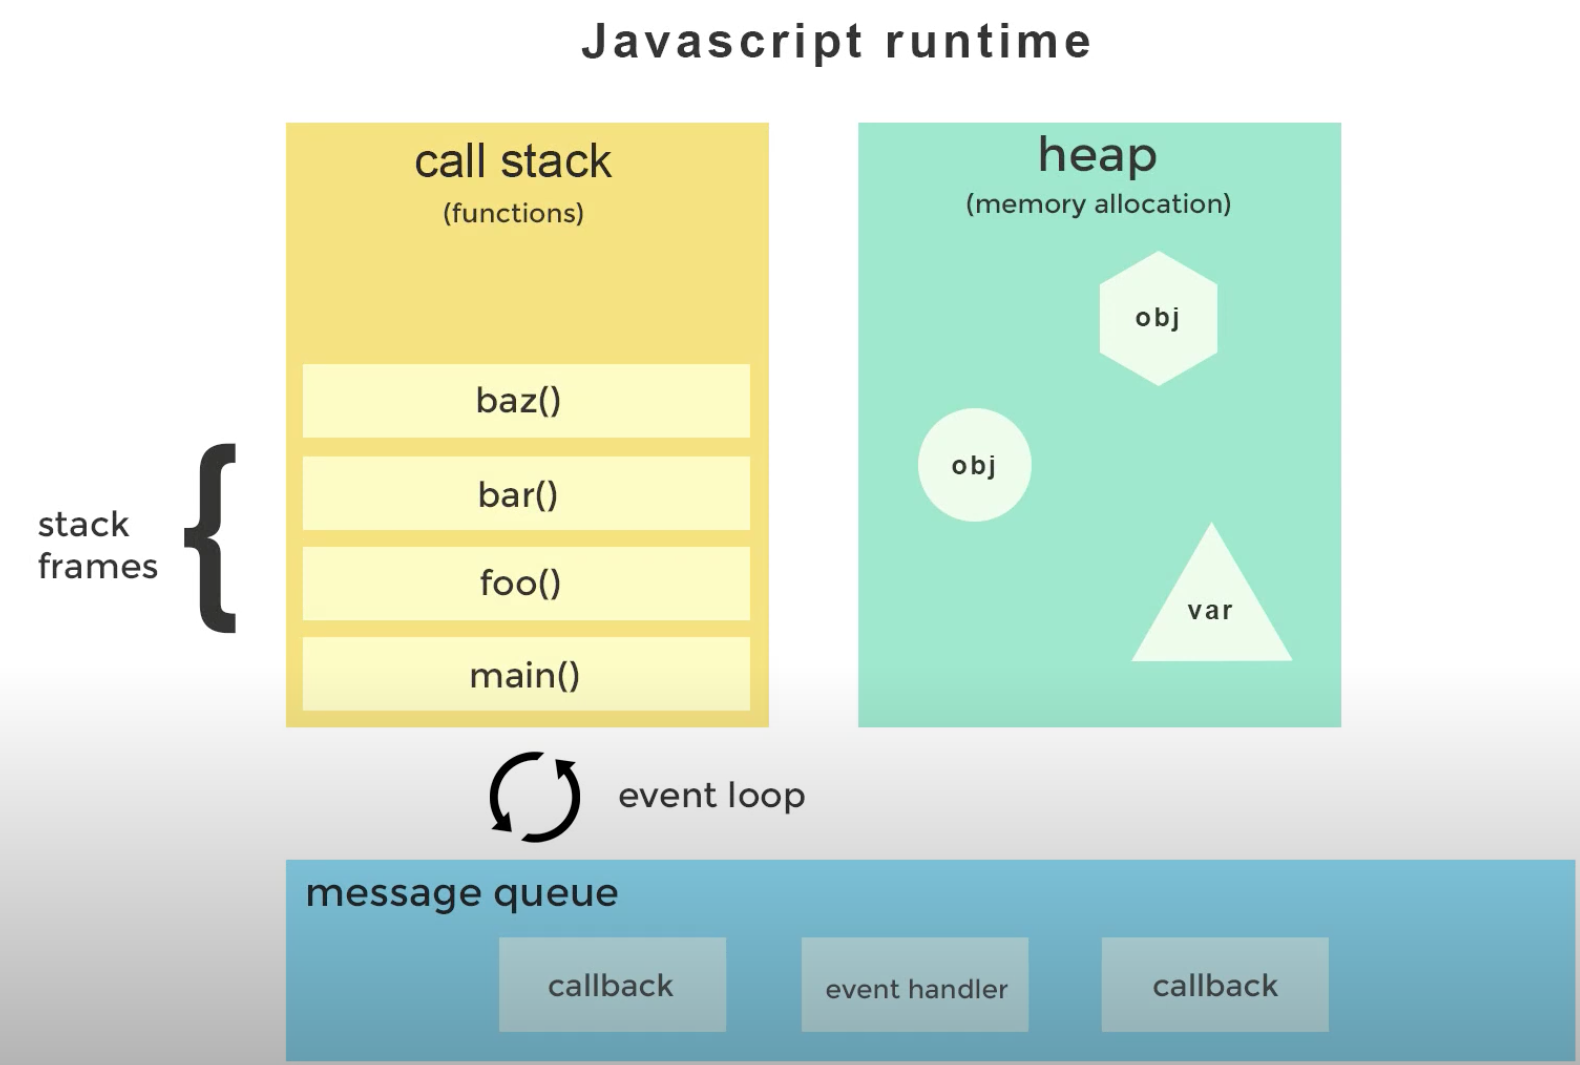 Javascript runtime
call stack
(functions)
baz()
bar()
foo()
main()
stack
frames
heap
(memory allocation)
obj
obj
var
event loop
message queue
callback
event handler
callback